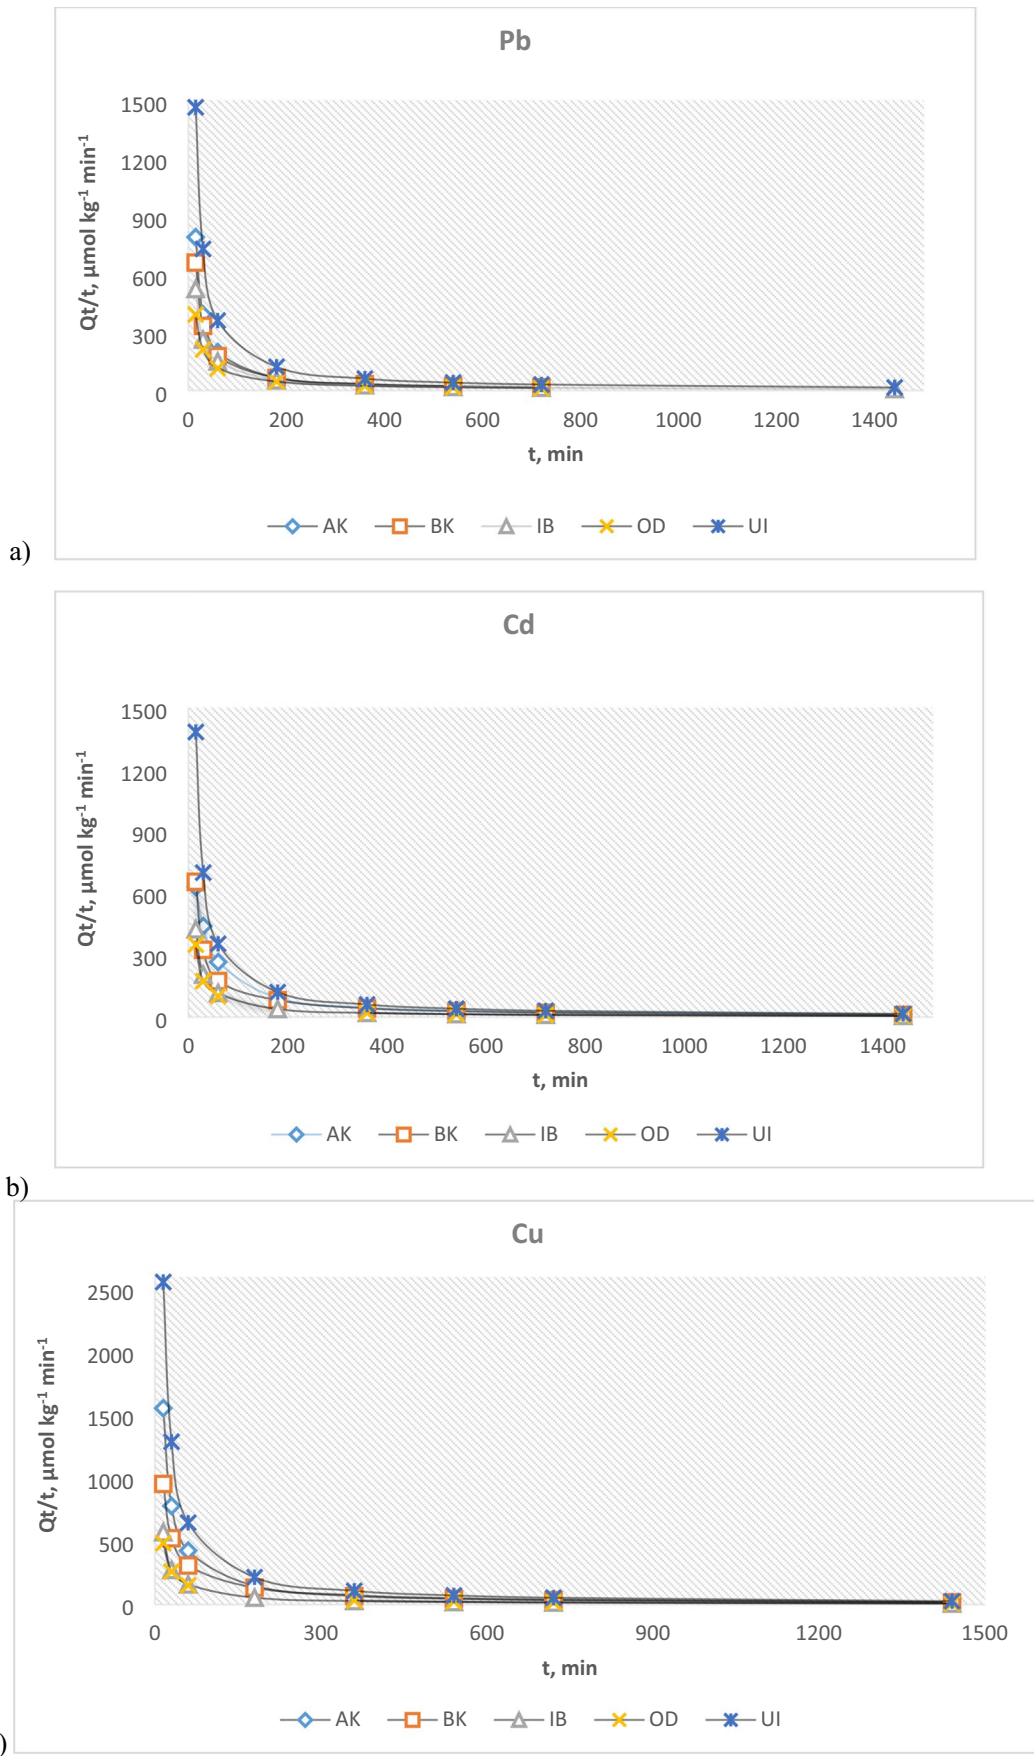 Pb
1500
1200
900
600
300
0
Qt/t, µmol kg⁻¹ min⁻¹
0 200 400 600 800 1000 1200 1400
t, min
AK BK IB OD UI
a)
Cd
1500
1200
900
600
300
0
Qt/t, µmol kg⁻¹ min⁻¹
0 200 400 600 800 1000 1200 1400
t, min
AK BK IB OD UI
b)
Cu
2500
2000
1500
1000
500
0
Qt/t, µmol kg⁻¹ min⁻¹
0 300 600 900 1200 1500
t, min
AK BK IB OD UI
)